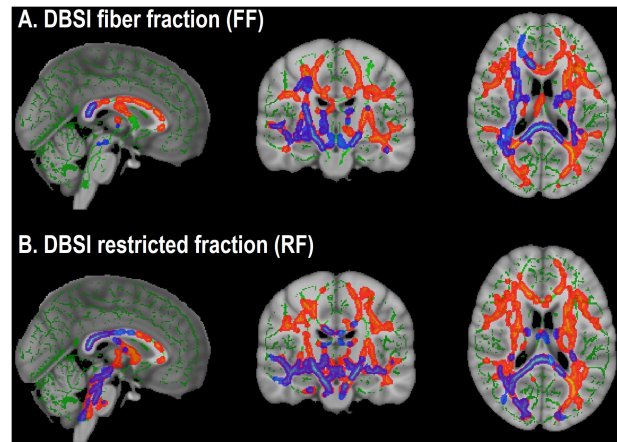 A. DBSI fiber fraction (FF)
B. DBSI restricted fraction (RF)